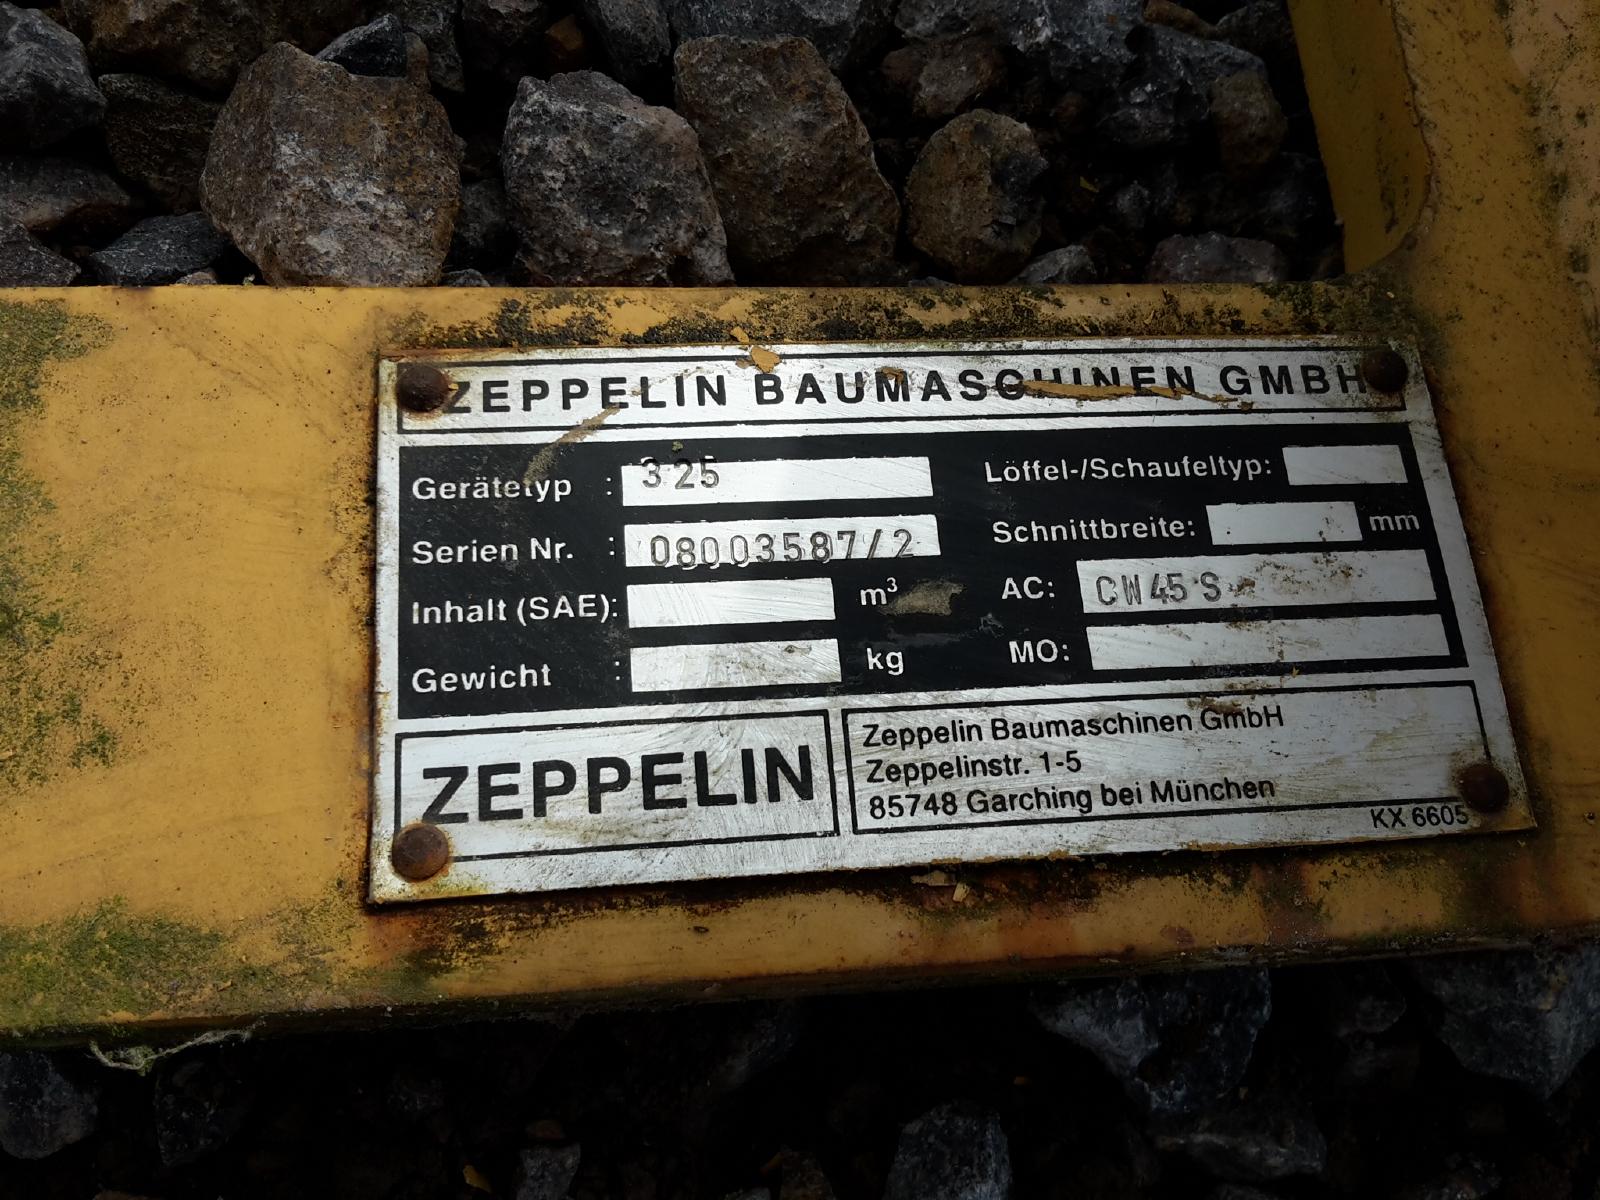 ZEPPELIN BAUMASCHINEN GMBH
Gerätetyp : 325
Löffel-/Schaufeltyp:
Serien Nr. : 08003587/2
Schnittbreite: mm
Inhalt (SAE): m³
AC: CW45S
Gewicht : kg
MO:
ZEPPELIN
Zeppelin Baumaschinen GmbH
Zeppelinstr. 1-5
85748 Garching bei München
KX 6605